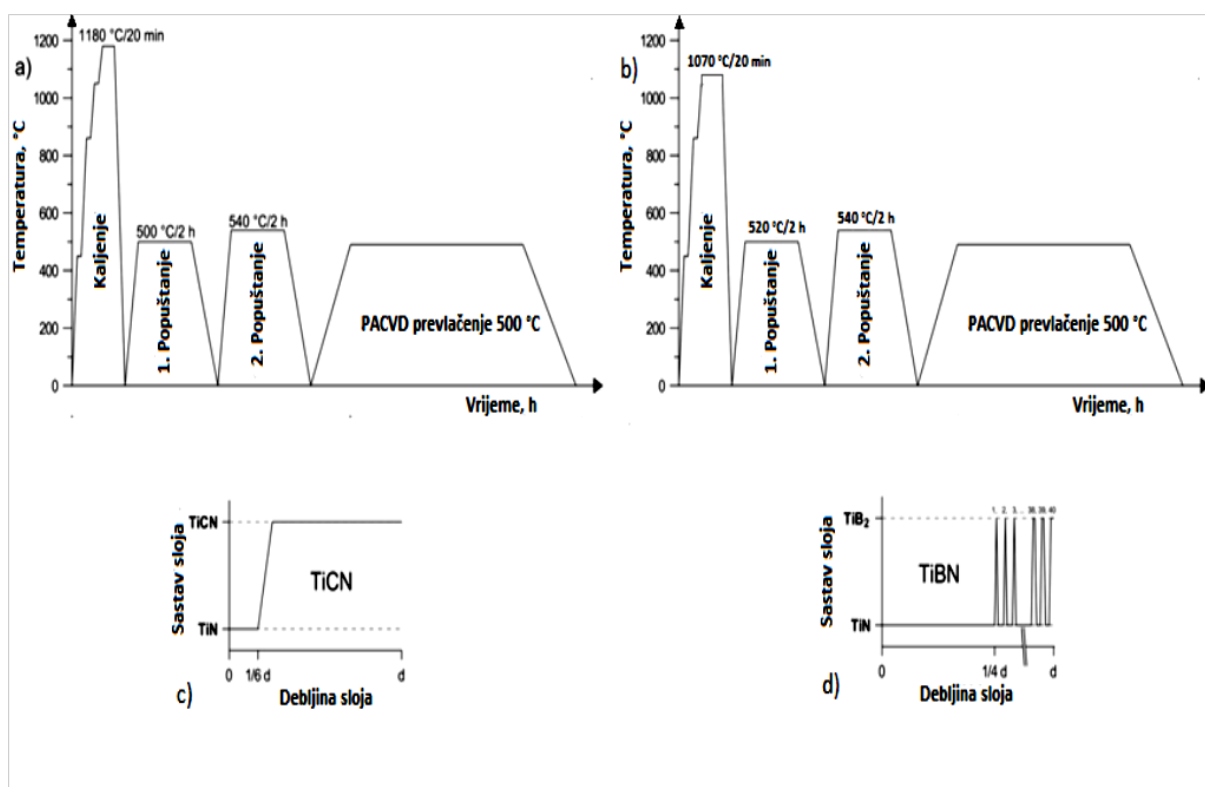 a)
1180 °C/20 min
1200
1000
800
600
400
200
0
Temperatura, °C
Kaljenje
500 °C/2 h
1. Popuštanje
540 °C/2 h
2. Popuštanje
PACVD prevlačenje 500 °C
Vrijeme, h
b)
1070 °C/20 min
1200
1000
800
600
400
200
0
Temperatura, °C
Kaljenje
520 °C/2 h
1. Popuštanje
540 °C/2 h
2. Popuštanje
PACVD prevlačenje 500 °C
Vrijeme, h
c)
Sastav sloja
TiCN
TiN
TiCN
0 1/6 d d
Debljina sloja
d)
Sastav sloja
TiB₂
TiN
TiBN
1. 2. 3. ... 38. 39. 40
0 1/4 d d
Debljina sloja